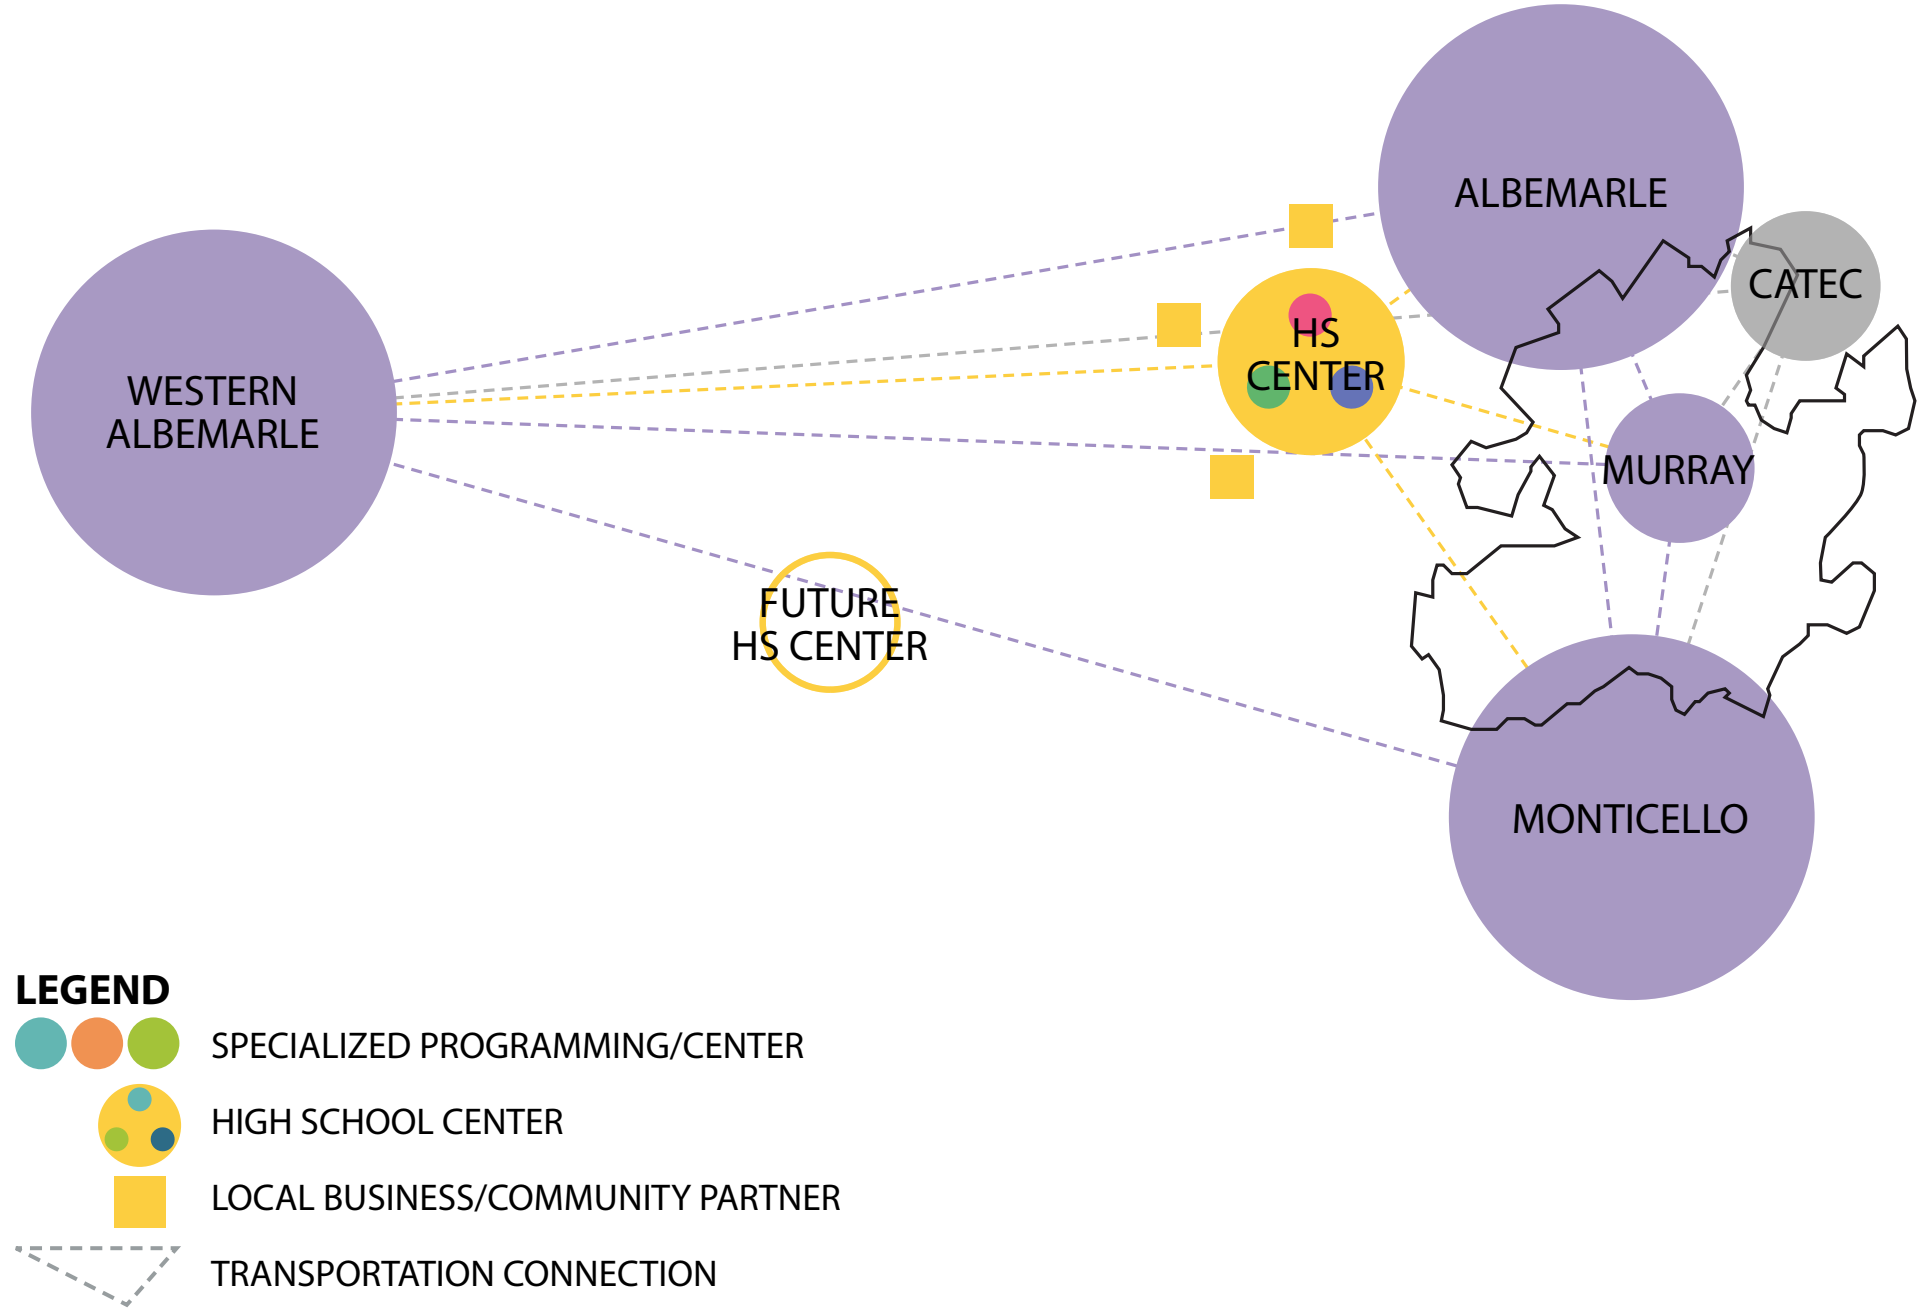 ALBEMARLE
CATEC
HS
CENTER
WESTERN
ALBEMARLE
MURRAY
FUTURE
HS CENTER
MONTICELLO
LEGEND
SPECIALIZED PROGRAMMING/CENTER
HIGH SCHOOL CENTER
LOCAL BUSINESS/COMMUNITY PARTNER
TRANSPORTATION CONNECTION